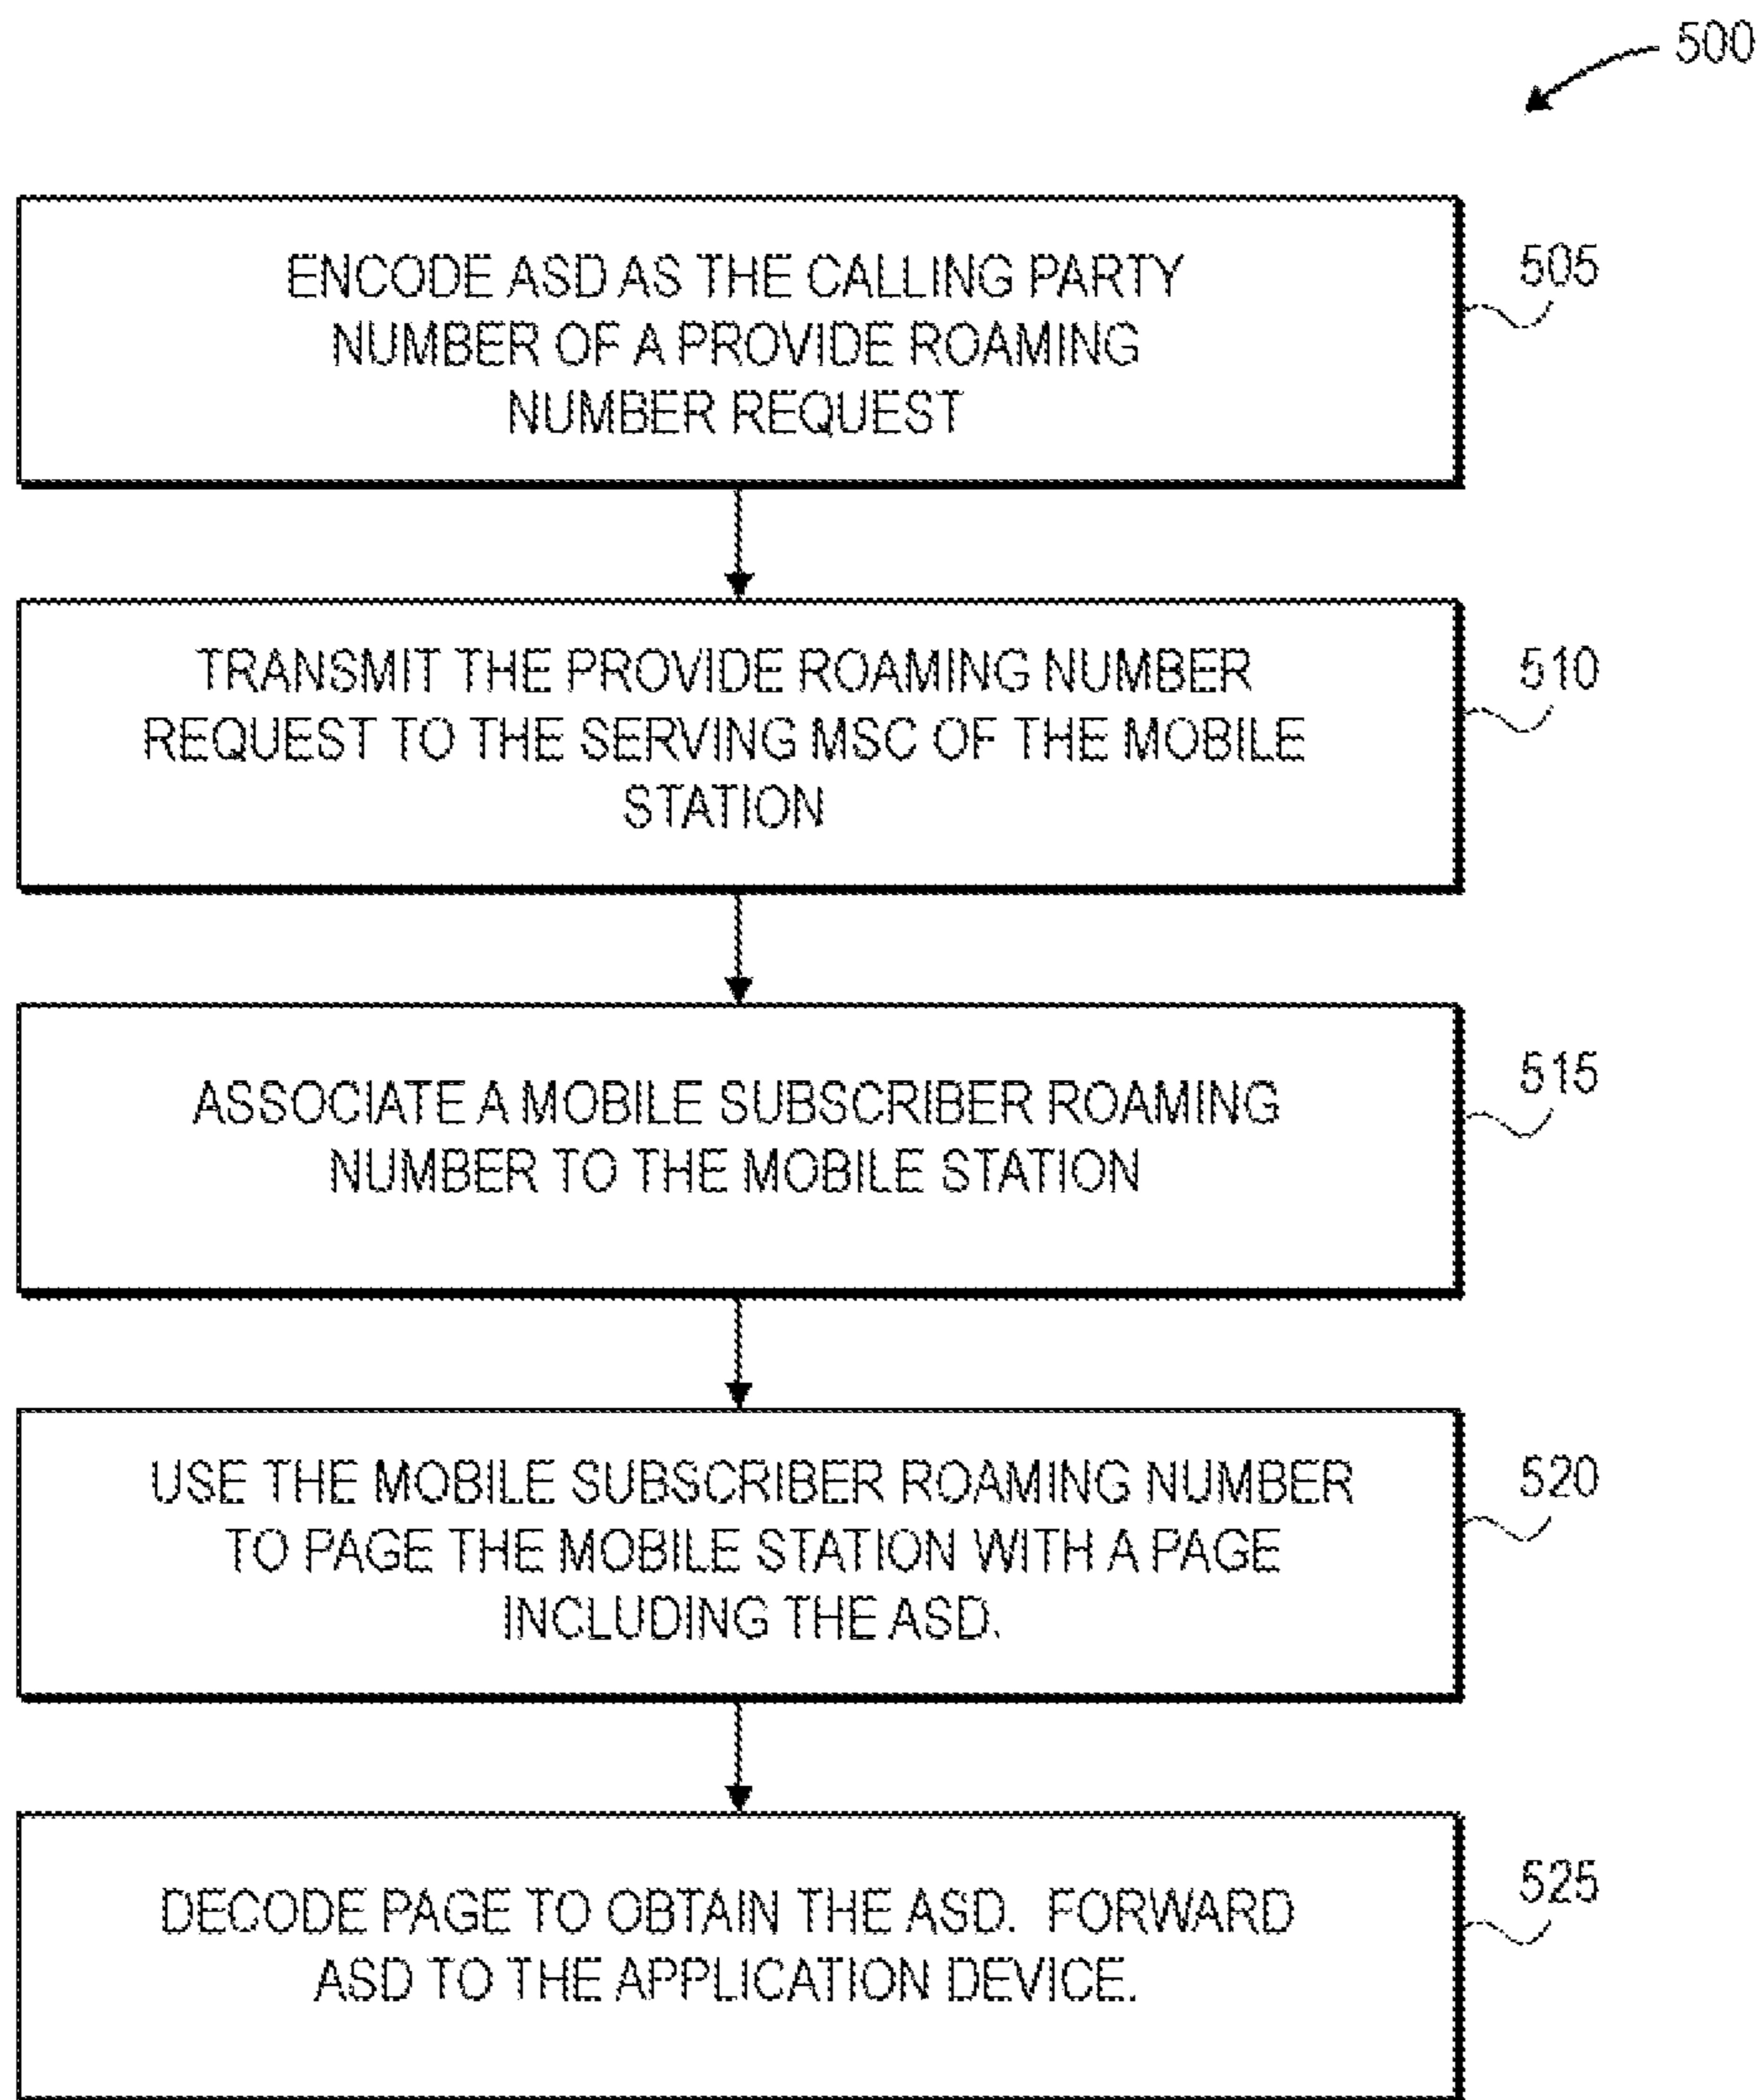 500
ENCODE ASD AS THE CALLING PARTY
NUMBER OF A PROVIDE ROAMING
NUMBER REQUEST
505
TRANSMIT THE PROVIDE ROAMING NUMBER
REQUEST TO THE SERVING MSC OF THE MOBILE
STATION
510
ASSOCIATE A MOBILE SUBSCRIBER ROAMING
NUMBER TO THE MOBILE STATION
515
USE THE MOBILE SUBSCRIBER ROAMING NUMBER
TO PAGE THE MOBILE STATION WITH A PAGE
INCLUDING THE ASD.
520
DECODE PAGE TO OBTAIN THE ASD. FORWARD
ASD TO THE APPLICATION DEVICE.
525